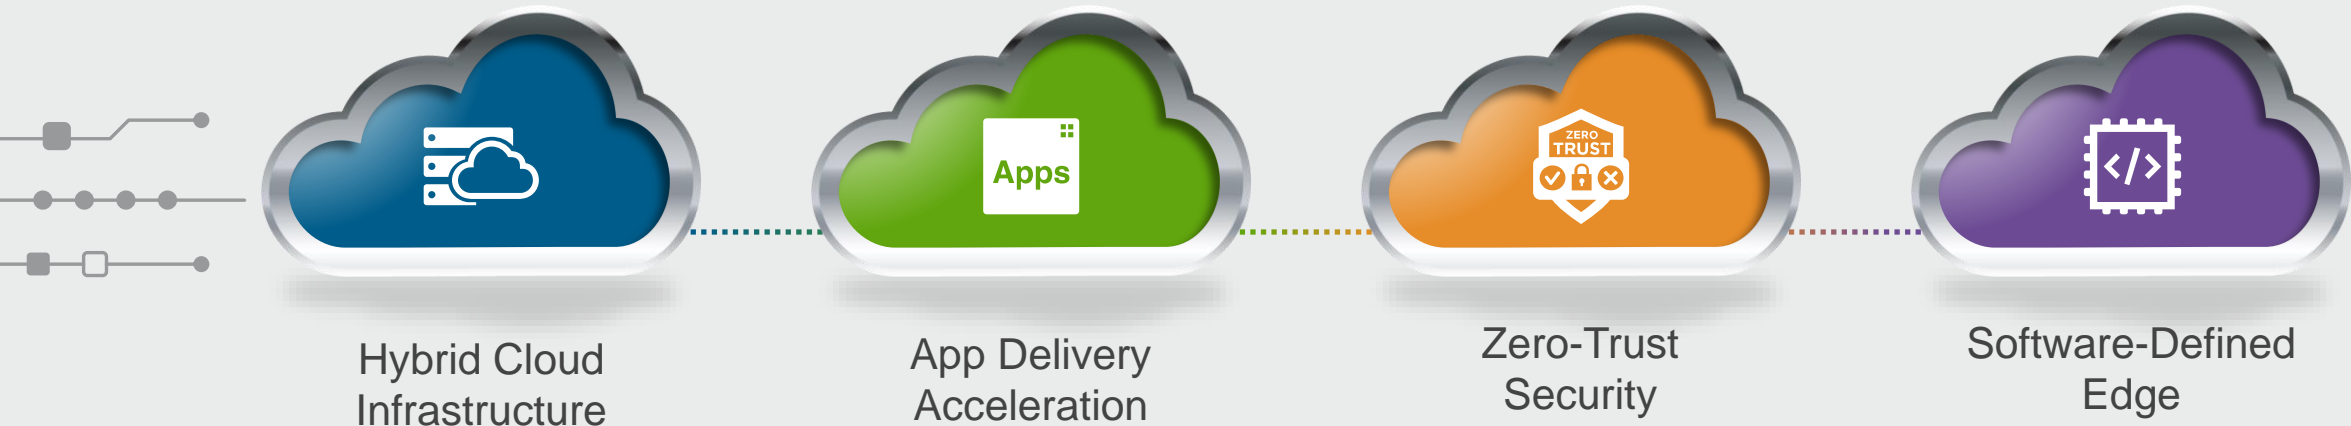 Apps
ZERO
TRUST
Hybrid Cloud
Infrastructure
App Delivery
Acceleration
Zero-Trust
Security
Software-Defined
Edge